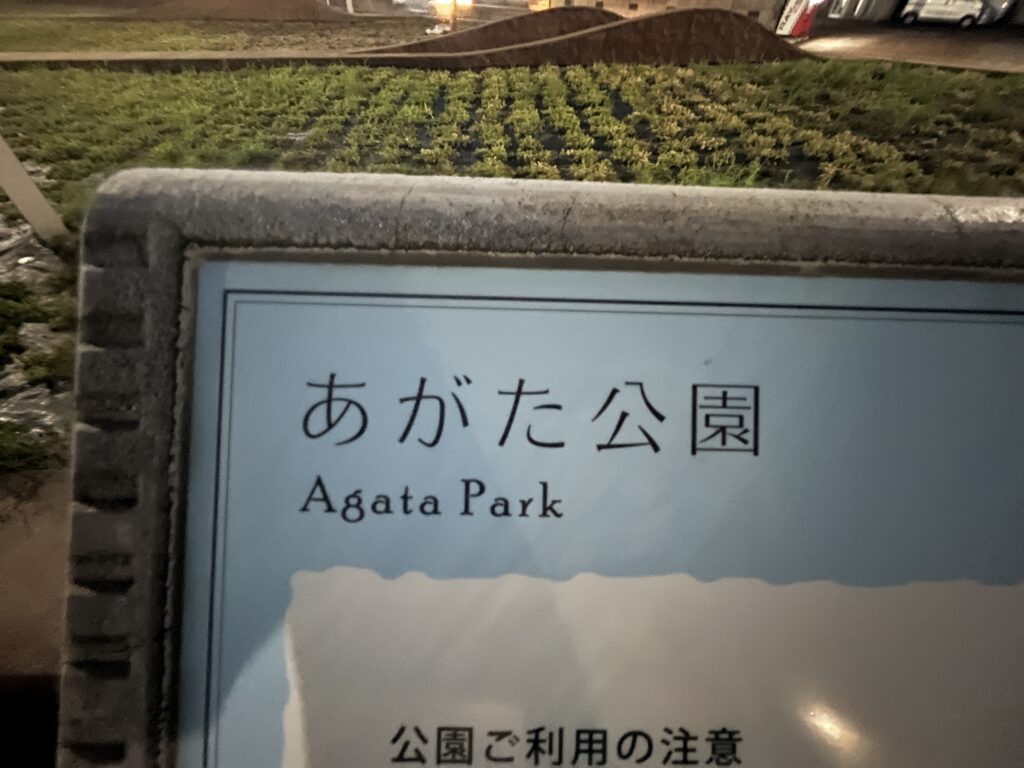 あがた公園
Agata Park
公園ご利用の注意